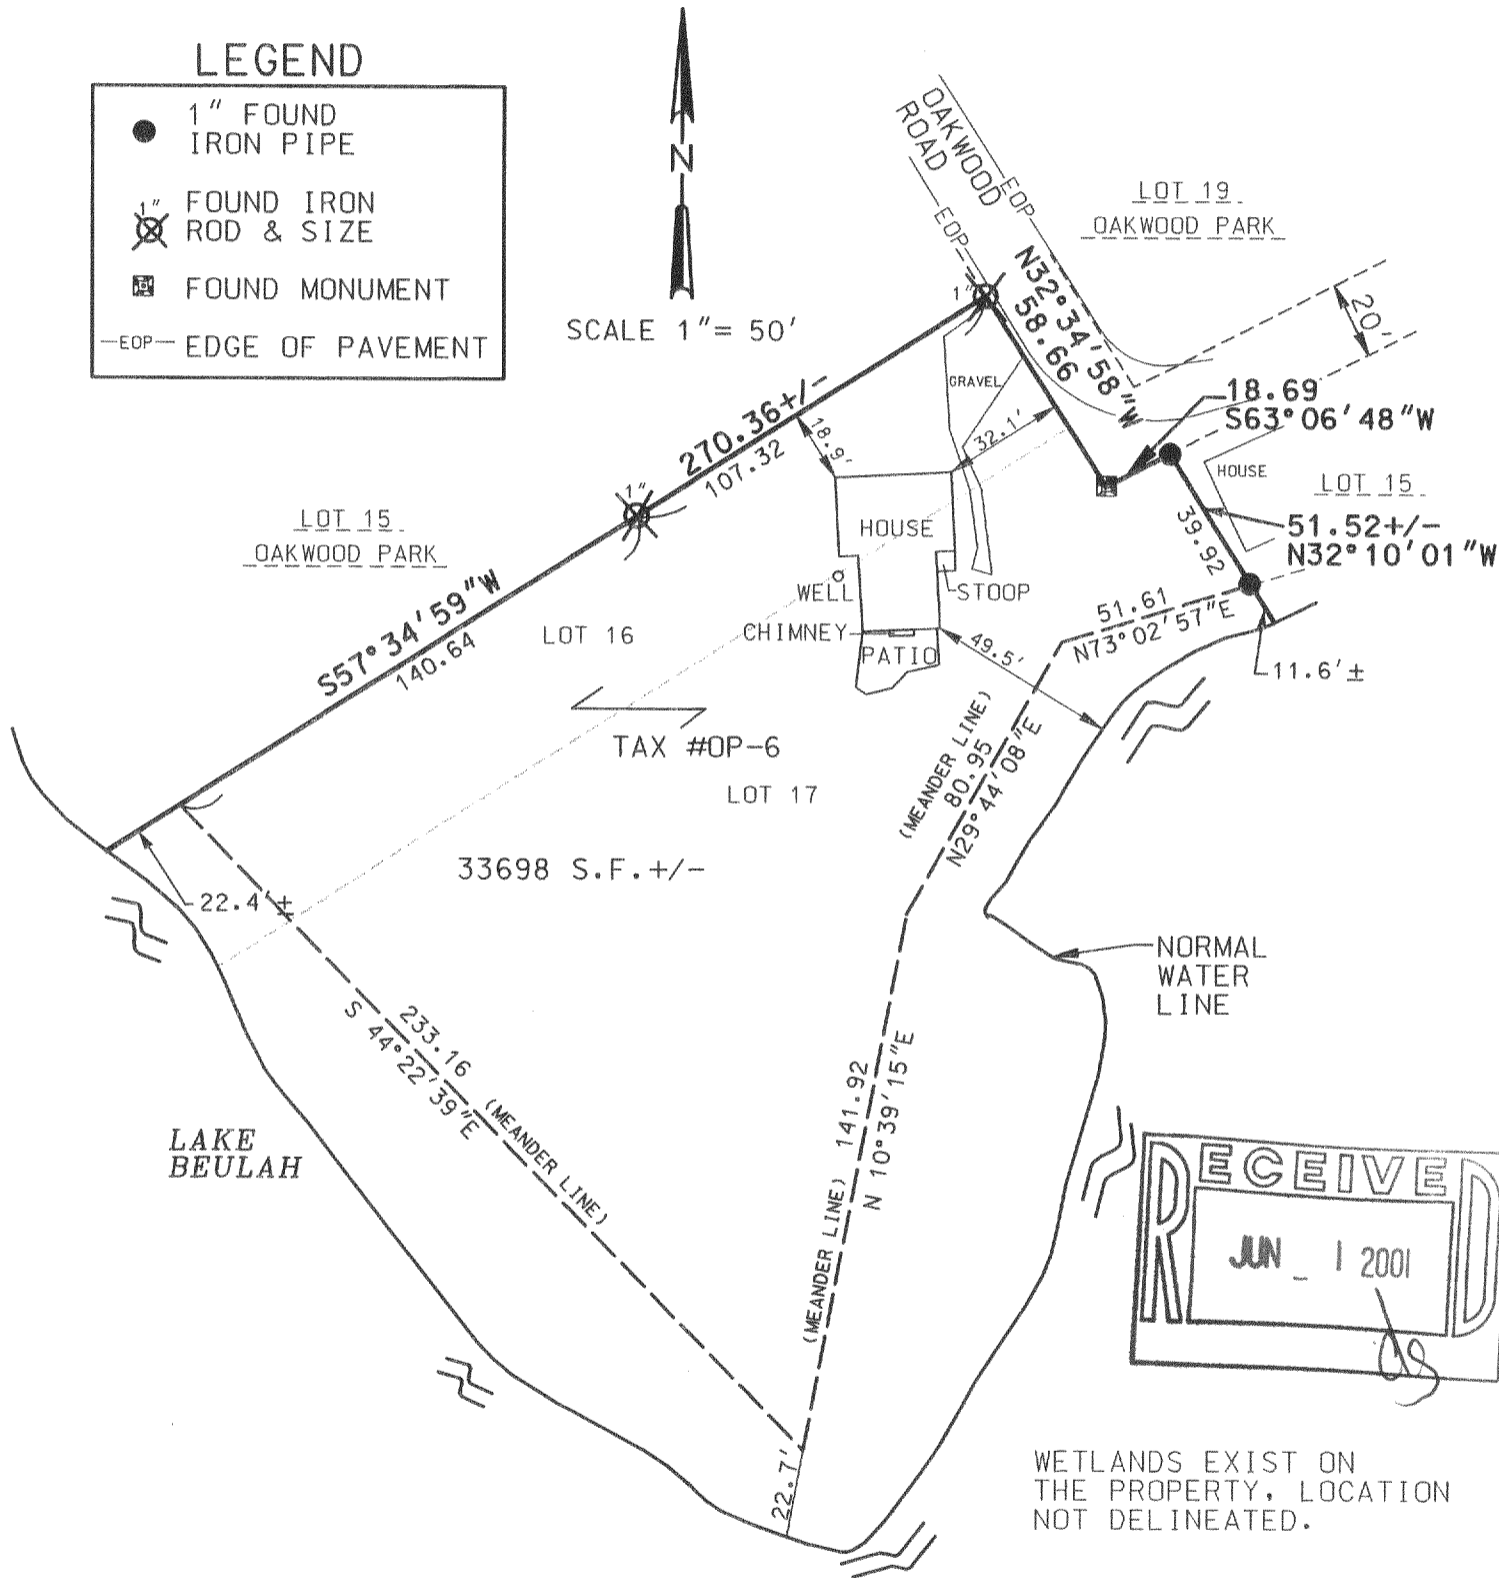 LEGEND
1" FOUND
IRON PIPE
1"
FOUND IRON
ROD & SIZE
FOUND MONUMENT
—EOP— EDGE OF PAVEMENT
N
SCALE 1"= 50'
OAKWOOD
ROAD
EOP
EOP
LOT 19
OAKWOOD PARK
20'
N32°34'58"W
58.66
1"
GRAVEL
18.69
S63°06'48"W
HOUSE
LOT 15
51.52+/-
N32°10'01"W
39.92
270.36+/-
107.32
18.9'
32.1'
1"
LOT 15
OAKWOOD PARK
HOUSE
WELL
STOOP
CHIMNEY
PATIO
49.5'
51.61
N73°02'57"E
11.6'±
S57°34'59"W
140.64
LOT 16
TAX #OP-6
LOT 17
(MEANDER LINE)
80.95
N29°44'08"E
33698 S.F.+/-
22.4'±
NORMAL
WATER
LINE
233.16
S 44°22'39"E
(MEANDER LINE)
(MEANDER LINE) 141.92
N 10°39'15"E
LAKE
BEULAH
RECEIVED
JUN _ 1 2001
22.7'
WETLANDS EXIST ON
THE PROPERTY, LOCATION
NOT DELINEATED.